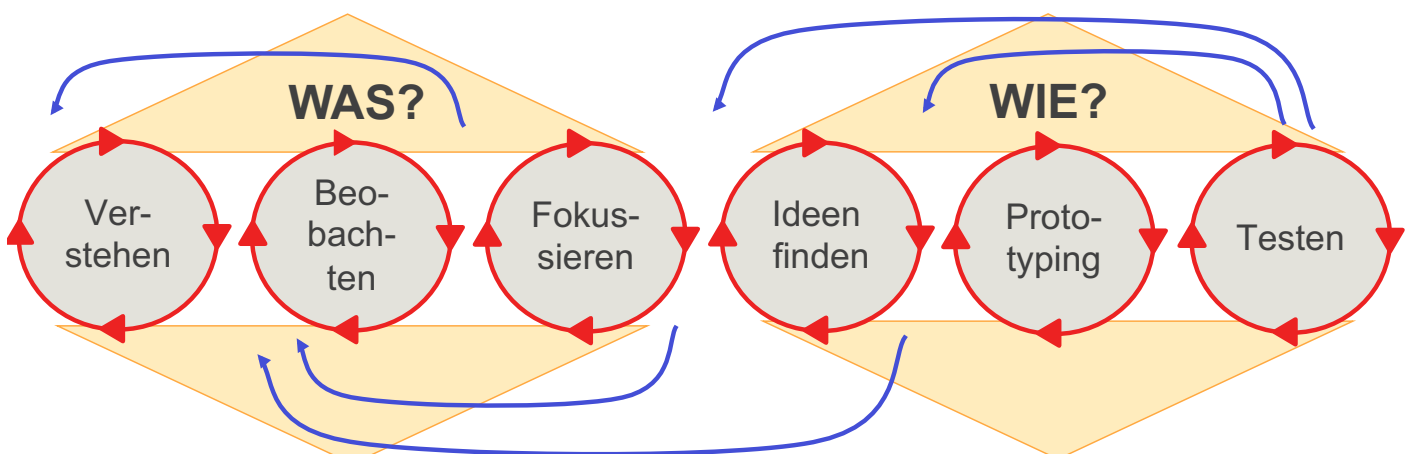 WAS?
WIE?
Ver-
stehen
Beo-
bach-
ten
Fokus-
sieren
Ideen
finden
Proto-
typing
Testen